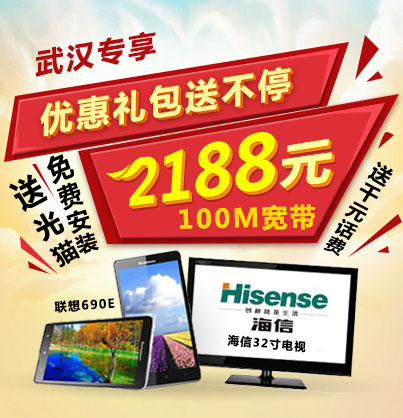 武汉专享
优惠礼包送不停
2188元
100M宽带
免费安装
送光猫
送千元话费
联想690E
Hisense
创新就是生活
海信
海信32寸电视